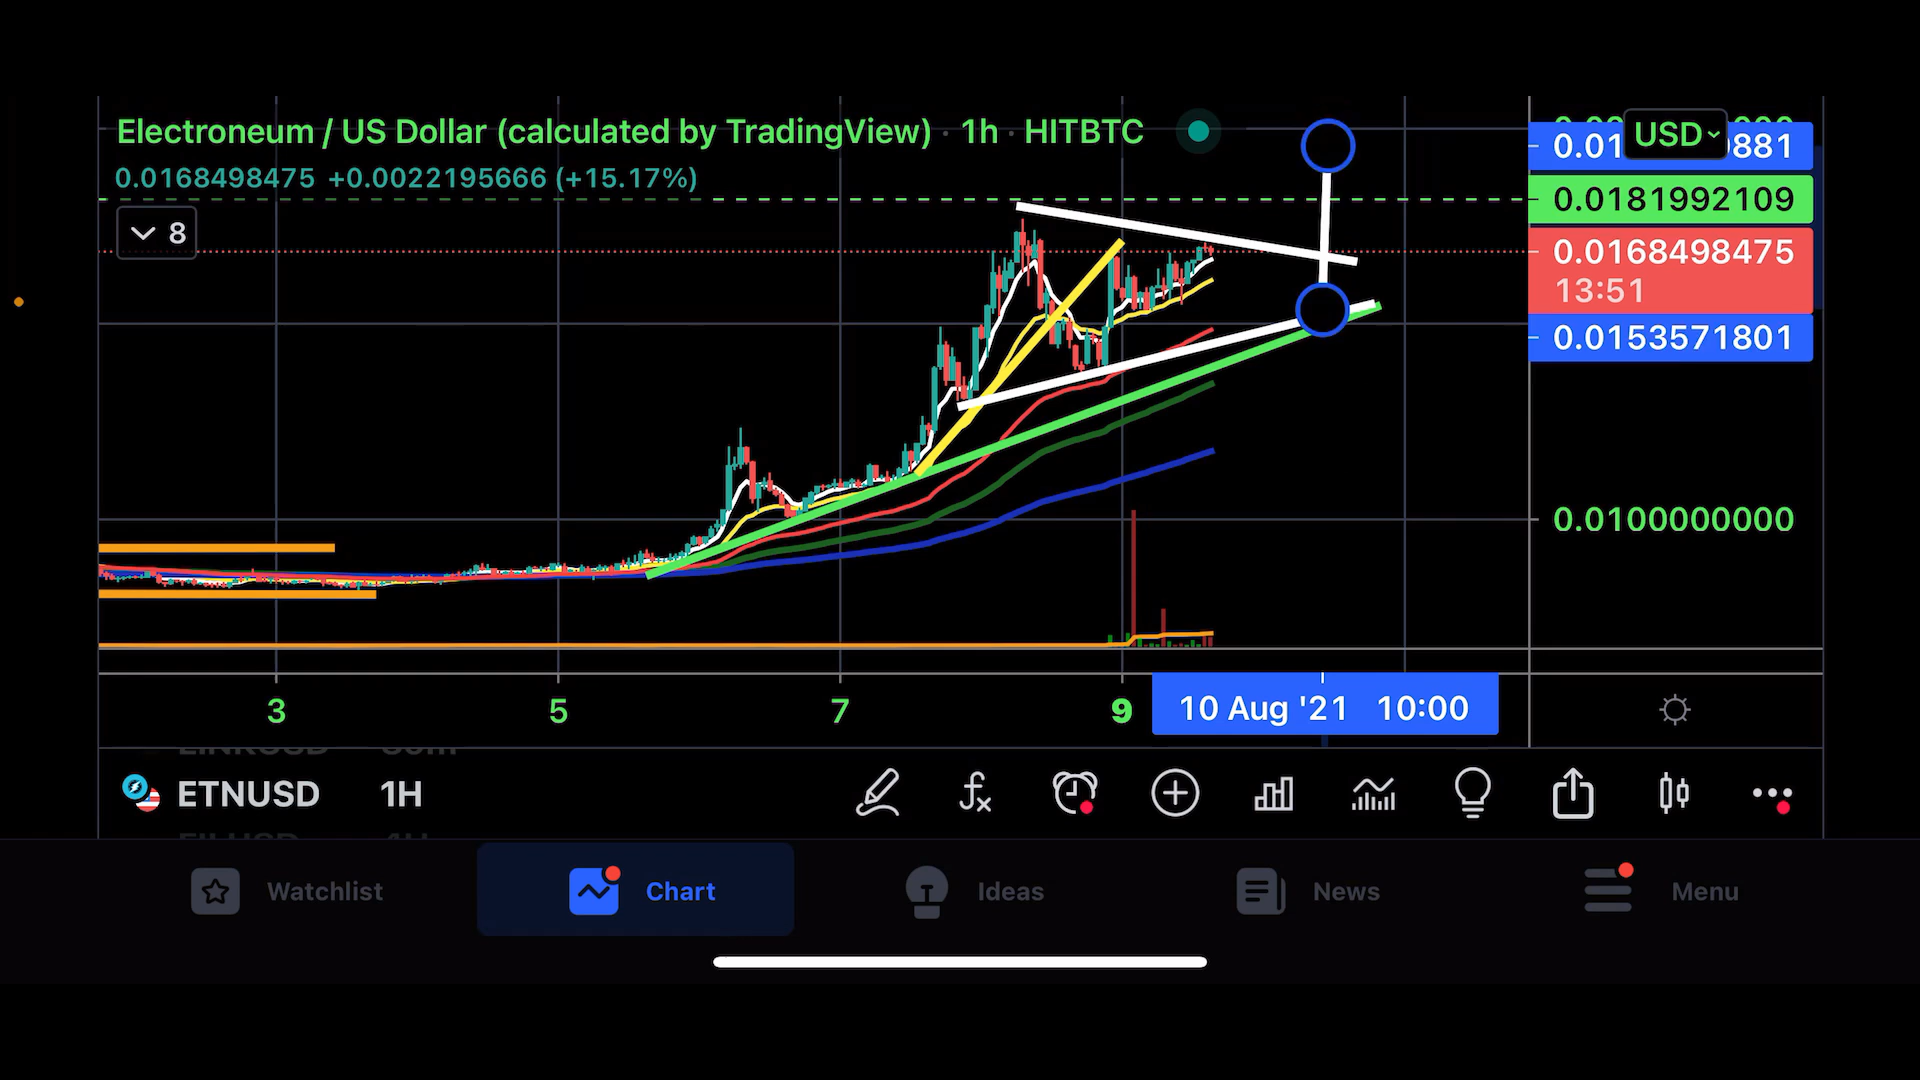 Electroneum / US Dollar (calculated by TradingView) · 1h · HITBTC
0.0168498475 +0.0022195666 (+15.17%)
8
USD
0.0181992109
0.0168498475
13:51
0.0153571801
0.0100000000
3 5 7 9 10 Aug '21 10:00
ETNUSD 1H
Watchlist Chart Ideas News Menu